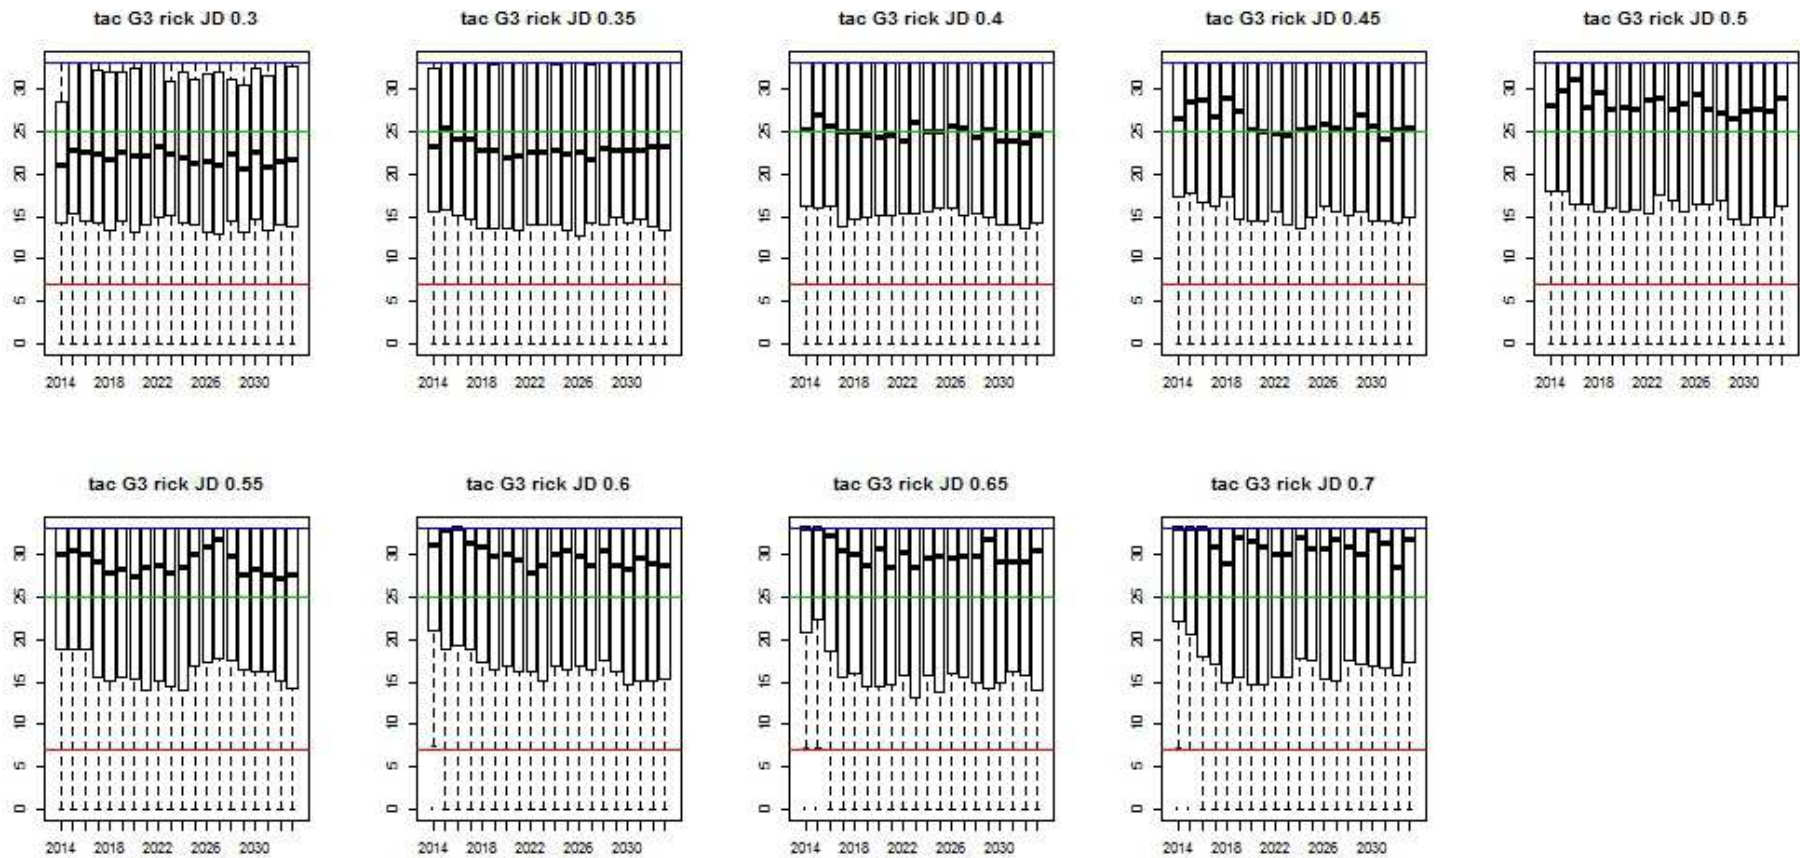 tac G3 rick JD 0.3
tac G3 rick JD 0.35
tac G3 rick JD 0.4
tac G3 rick JD 0.45
tac G3 rick JD 0.5
0 5 10 15 20 25 30
0 5 10 15 20 25 30
0 5 10 15 20 25 30
0 5 10 15 20 25 30
0 5 10 15 20 25 30
2014 2018 2022 2026 2030
2014 2018 2022 2026 2030
2014 2018 2022 2026 2030
2014 2018 2022 2026 2030
2014 2018 2022 2026 2030
tac G3 rick JD 0.55
tac G3 rick JD 0.6
tac G3 rick JD 0.65
tac G3 rick JD 0.7
0 5 10 15 20 25 30
0 5 10 15 20 25 30
0 5 10 15 20 25 30
0 5 10 15 20 25 30
2014 2018 2022 2026 2030
2014 2018 2022 2026 2030
2014 2018 2022 2026 2030
2014 2018 2022 2026 2030